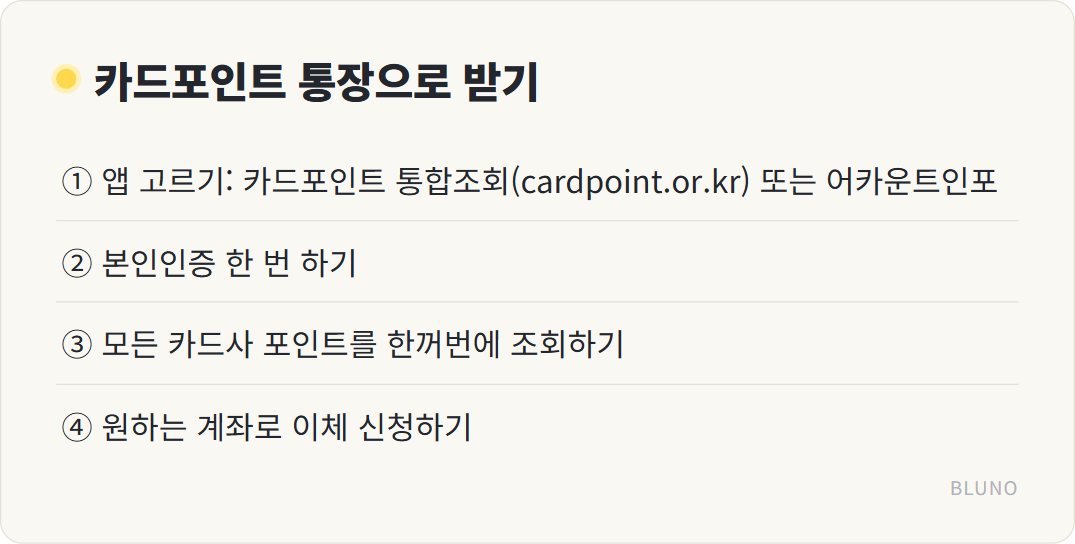 카드포인트 통장으로 받기
① 앱 고르기: 카드포인트 통합조회(cardpoint.or.kr) 또는 어카운트인포
② 본인인증 한 번 하기
③ 모든 카드사 포인트를 한꺼번에 조회하기
④ 원하는 계좌로 이체 신청하기
BLUNO